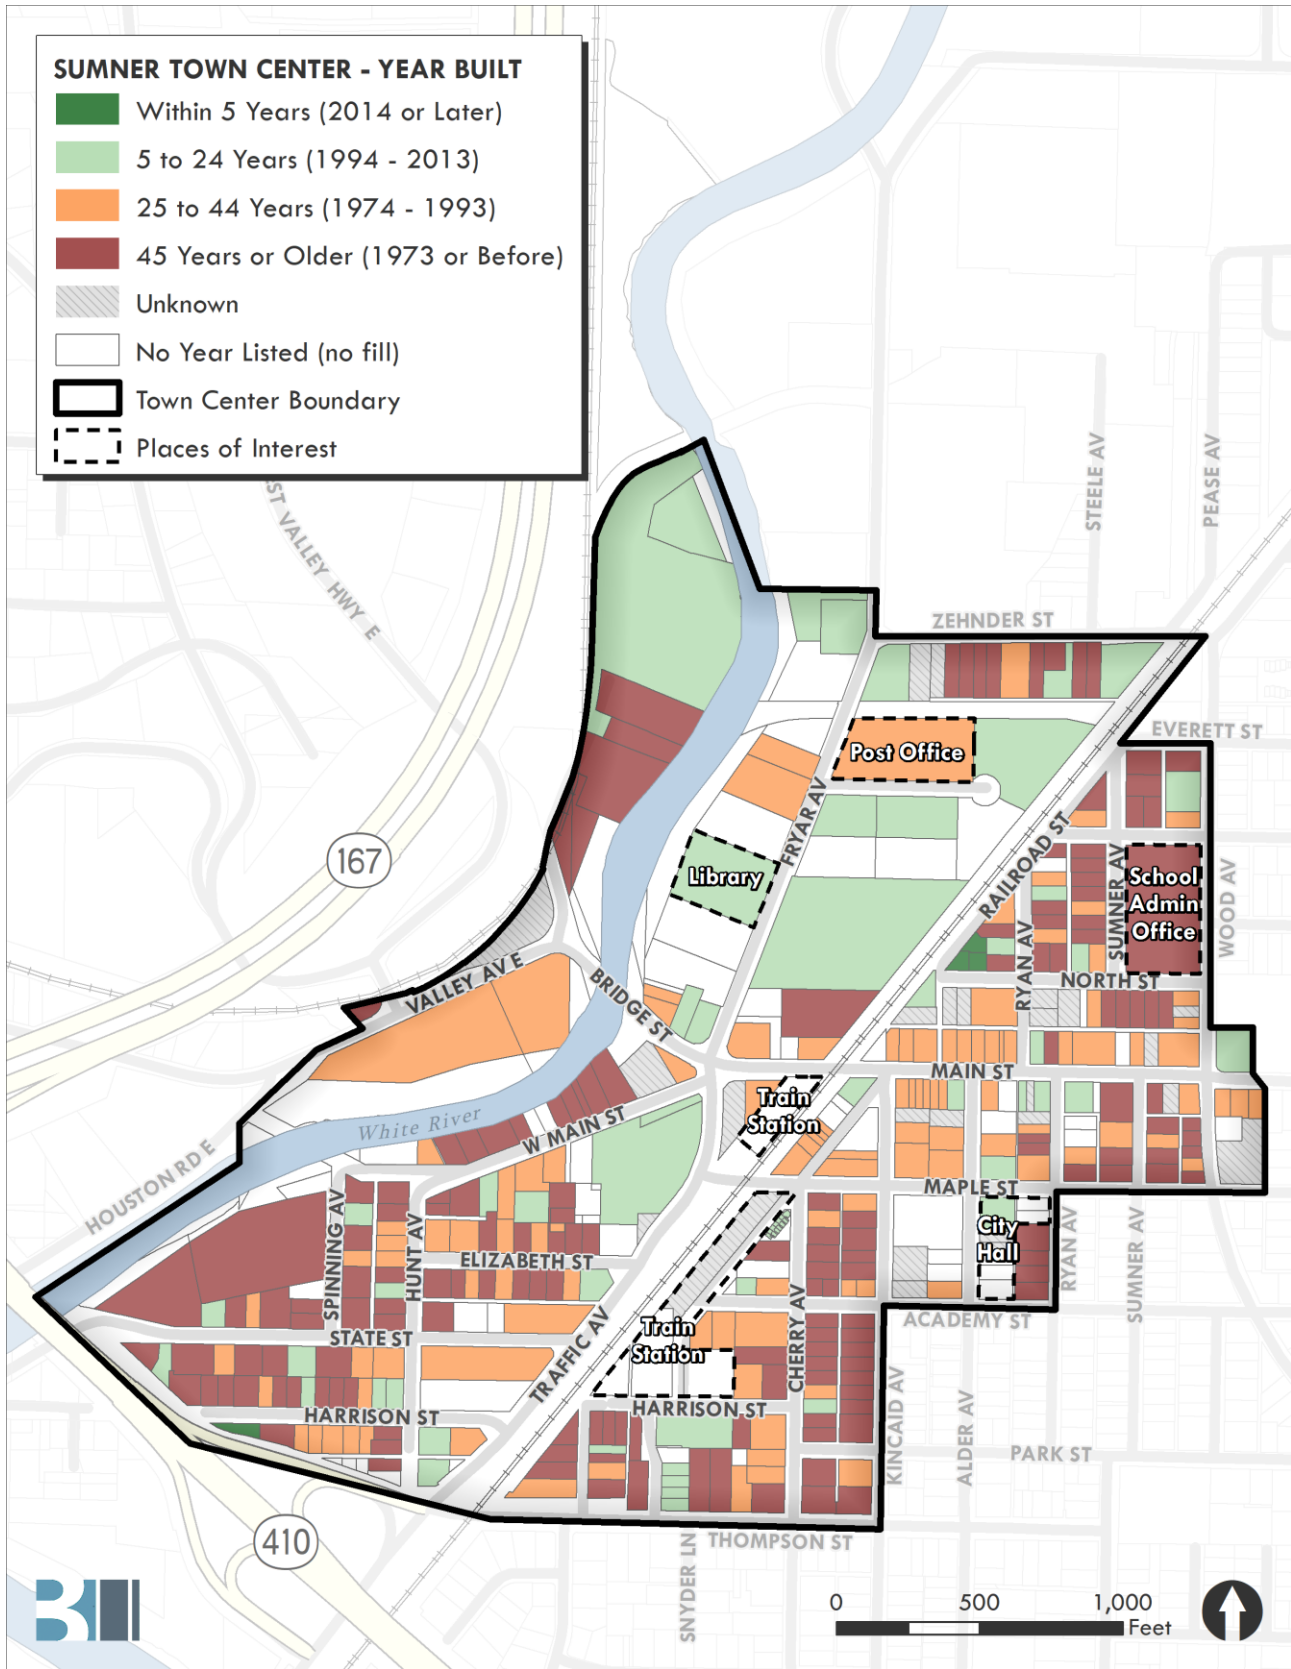 SUMNER TOWN CENTER - YEAR BUILT
Within 5 Years (2014 or Later)
5 to 24 Years (1994 - 2013)
25 to 44 Years (1974 - 1993)
45 Years or Older (1973 or Before)
Unknown
No Year Listed (no fill)
Town Center Boundary
Places of Interest
ST VALLEY HWY E
STEELE AV
PEASE AV
ZEHNDER ST
EVERETT ST
Post Office
FRYAR AV
167
Library
RAILROAD ST
SUMNER AV
School
Admin
Office
WOOD AV
RYAN AV
NORTH ST
VALLEY AV E
BRIDGE ST
MAIN ST
Train
Station
White River
W MAIN ST
HOUSTON RD E
MAPLE ST
SPINNING AV
HUNT AV
City
Hall
RYAN AV
SUMNER AV
ELIZABETH ST
STATE ST
TRAFFIC AV
Train
Station
CHERRY AV
ACADEMY ST
HARRISON ST
HARRISON ST
KINCAID AV
ALDER AV
PARK ST
410
SNYDER LN
THOMPSON ST
0 500 1,000
Feet